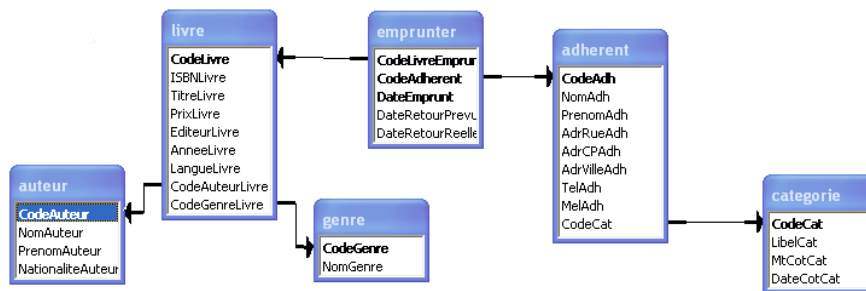 livre
CodeLivre
ISBNLivre
TitreLivre
PrixLivre
EditeurLivre
AnneeLivre
LangueLivre
CodeAuteurLivre
CodeGenreLivre
emprunter
CodeLivreEmprun
CodeAdherent
DateEmprunt
DateRetourPrevu
DateRetourReelle
adherent
CodeAdh
NomAdh
PrenomAdh
AdrRueAdh
AdrCPAdh
AdrVilleAdh
TelAdh
MelAdh
CodeCat
auteur
CodeAuteur
NomAuteur
PrenomAuteur
NationaliteAuteur
genre
CodeGenre
NomGenre
categorie
CodeCat
LibelCat
MtCotCat
DateCotCat